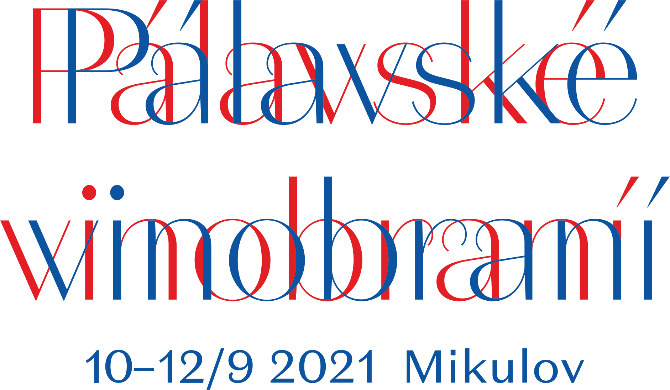 Pálavské
vinobraní
10–12/9 2021 Mikulov